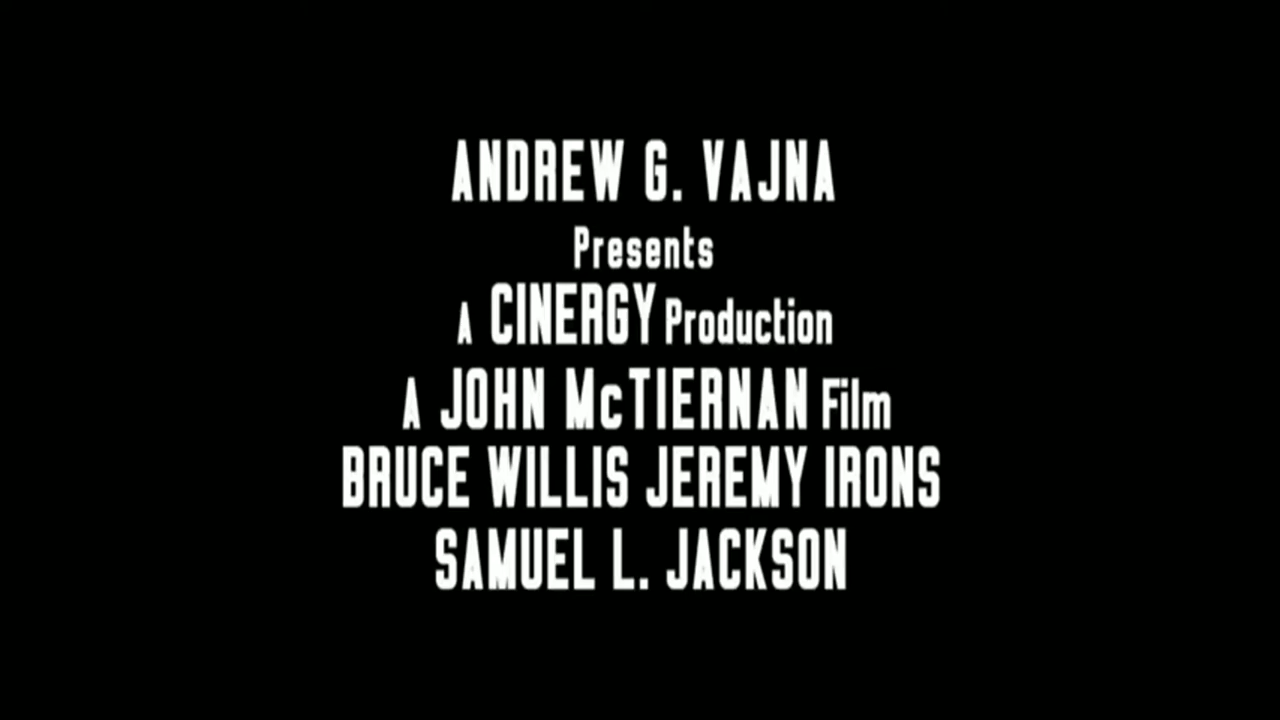 ANDREW G. VAJNA
Presents
A CINERGY Production
A JOHN McTIERNAN Film
BRUCE WILLIS JEREMY IRONS
SAMUEL L. JACKSON